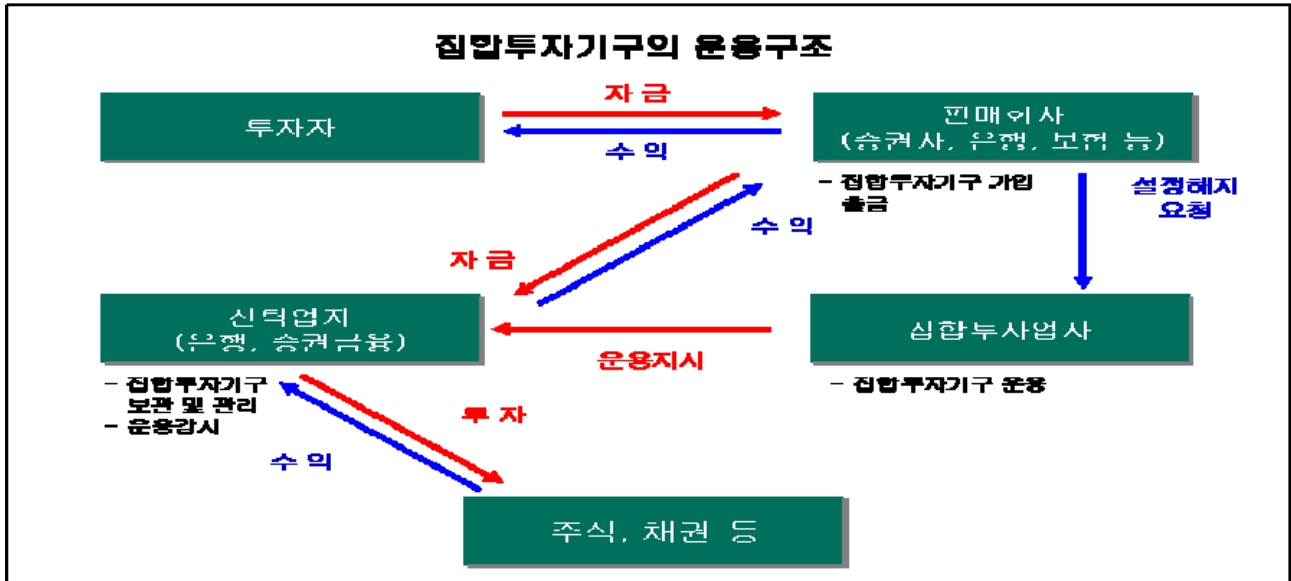 집합투자기구의 운용구조
자 금
투자자
판매회사
(증권사, 은행, 보험 등)
수 익
- 집합투자기구 가입
출금
설정해지
요청
수 익
자 금
신탁업자
(은행, 증권금융)
집합투자업자
운용지시
- 집합투자기구
보관 및 관리
- 운용감시
- 집합투자기구 운용
투 자
수 익
주식, 채권 등